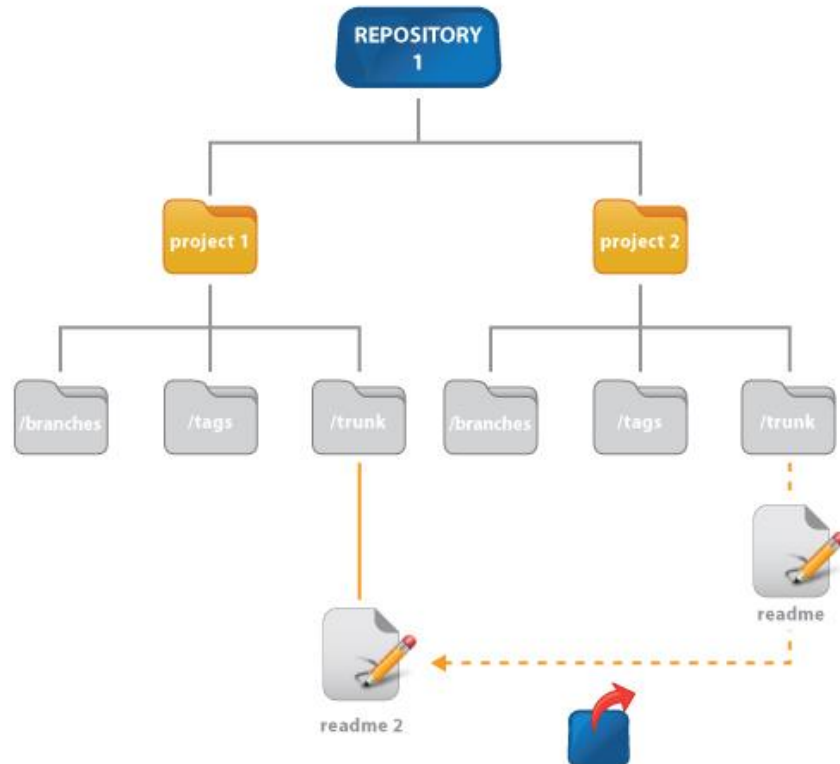 REPOSITORY
1
project 1
project 2
/branches
/tags
/trunk
/branches
/tags
/trunk
readme
readme 2